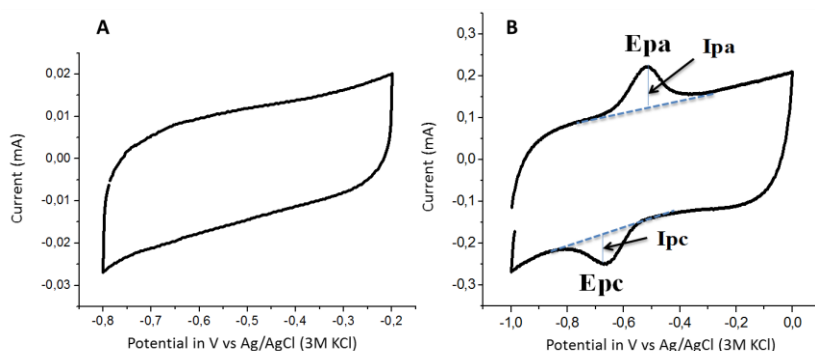 A
0,02
0,01
0,00
-0,01
-0,02
-0,03
Current (mA)
-0,8 -0,7 -0,6 -0,5 -0,4 -0,3 -0,2
Potential in V vs Ag/AgCl (3M KCl)
B
Epa
Ipa
0,3
0,2
0,1
0,0
-0,1
-0,2
-0,3
Current (mA)
Ipc
Epc
-1,0 -0,8 -0,6 -0,4 -0,2 0,0
Potential in V vs Ag/AgCl (3M KCl)